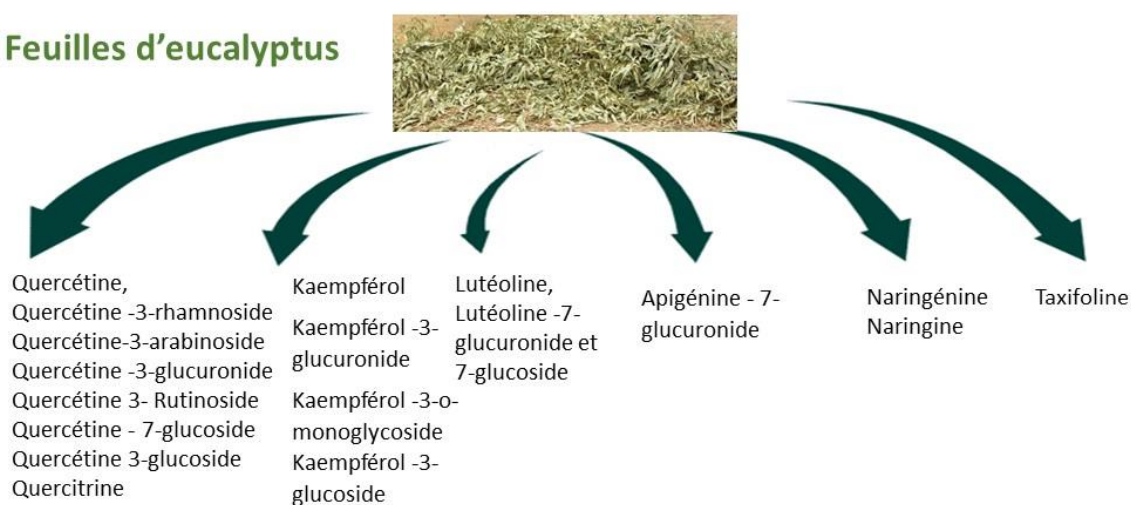 Feuilles d'eucalyptus
Quercétine,
Quercétine -3-rhamnoside
Quercétine-3-arabinoside
Quercétine -3-glucuronide
Quercétine 3- Rutinoside
Quercétine - 7-glucoside
Quercétine 3-glucoside
Quercitrine
Kaempférol
Kaempférol -3-
glucuronide
Kaempférol -3-o-
monoglycoside
Kaempférol -3-
glucoside
Lutéoline,
Lutéoline -7-
glucuronide et
7-glucoside
Apigénine - 7-
glucuronide
Naringénine
Naringine
Taxifoline